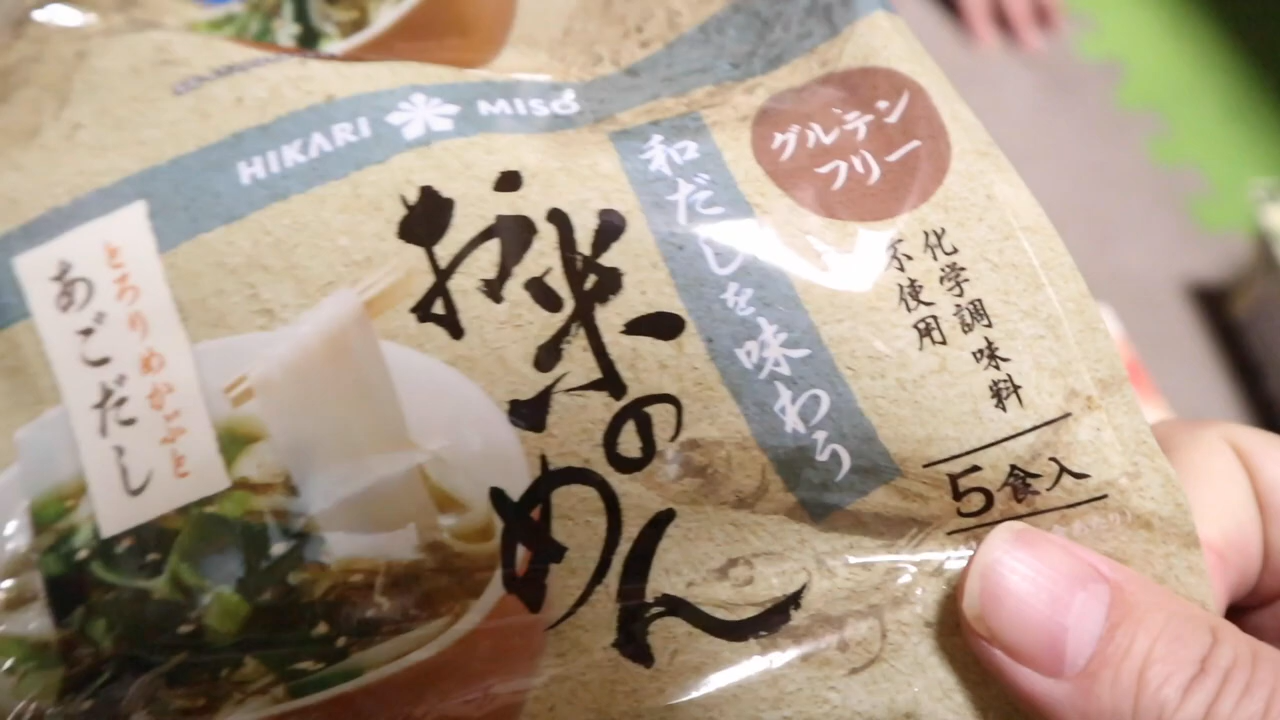 HIKARI MISO
グルテン
フリー
和だしを味わう
化学調味料
不使用
5食入
お米の
めん
とろりめかぶと
あごだし